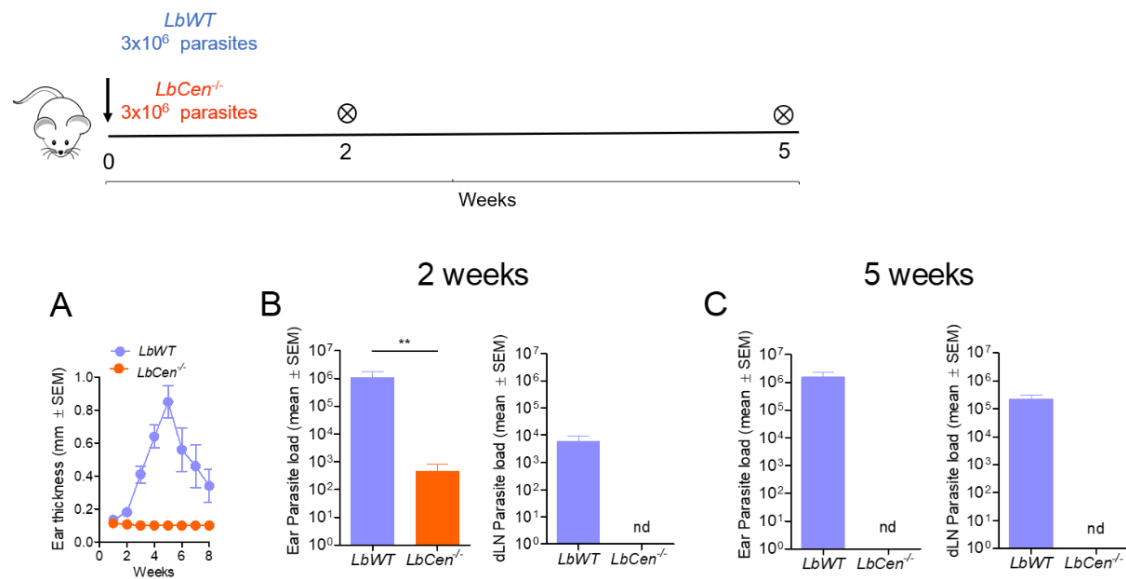 LbWT
3x10⁶ parasites
LbCen⁻/⁻
3x10⁶ parasites
0
2
5
Weeks
2 weeks
5 weeks
A
LbWT
LbCen⁻/⁻
Ear thickness (mm ± SEM)
1.0
0.8
0.6
0.4
0.2
0.0
0 2 4 6 8
Weeks
B
Ear Parasite load (mean ± SEM)
10⁷
10⁶
10⁵
10⁴
10³
10²
10¹
10⁰
**
LbWT LbCen⁻/⁻
dLN Parasite load (mean ± SEM)
10⁷
10⁶
10⁵
10⁴
10³
10²
10¹
10⁰
nd
LbWT LbCen⁻/⁻
C
Ear Parasite load (mean ± SEM)
10⁷
10⁶
10⁵
10⁴
10³
10²
10¹
10⁰
nd
LbWT LbCen⁻/⁻
dLN Parasite load (mean ± SEM)
10⁷
10⁶
10⁵
10⁴
10³
10²
10¹
10⁰
nd
LbWT LbCen⁻/⁻